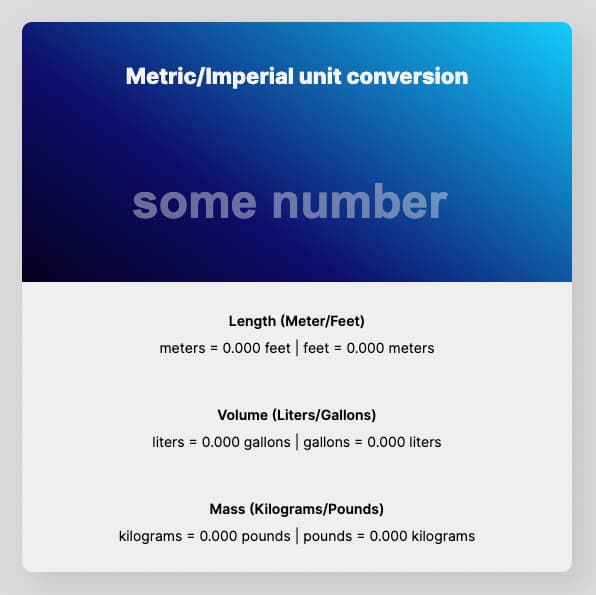 Metric/Imperial unit conversion
some number
Length (Meter/Feet)
meters = 0.000 feet | feet = 0.000 meters
Volume (Liters/Gallons)
liters = 0.000 gallons | gallons = 0.000 liters
Mass (Kilograms/Pounds)
kilograms = 0.000 pounds | pounds = 0.000 kilograms